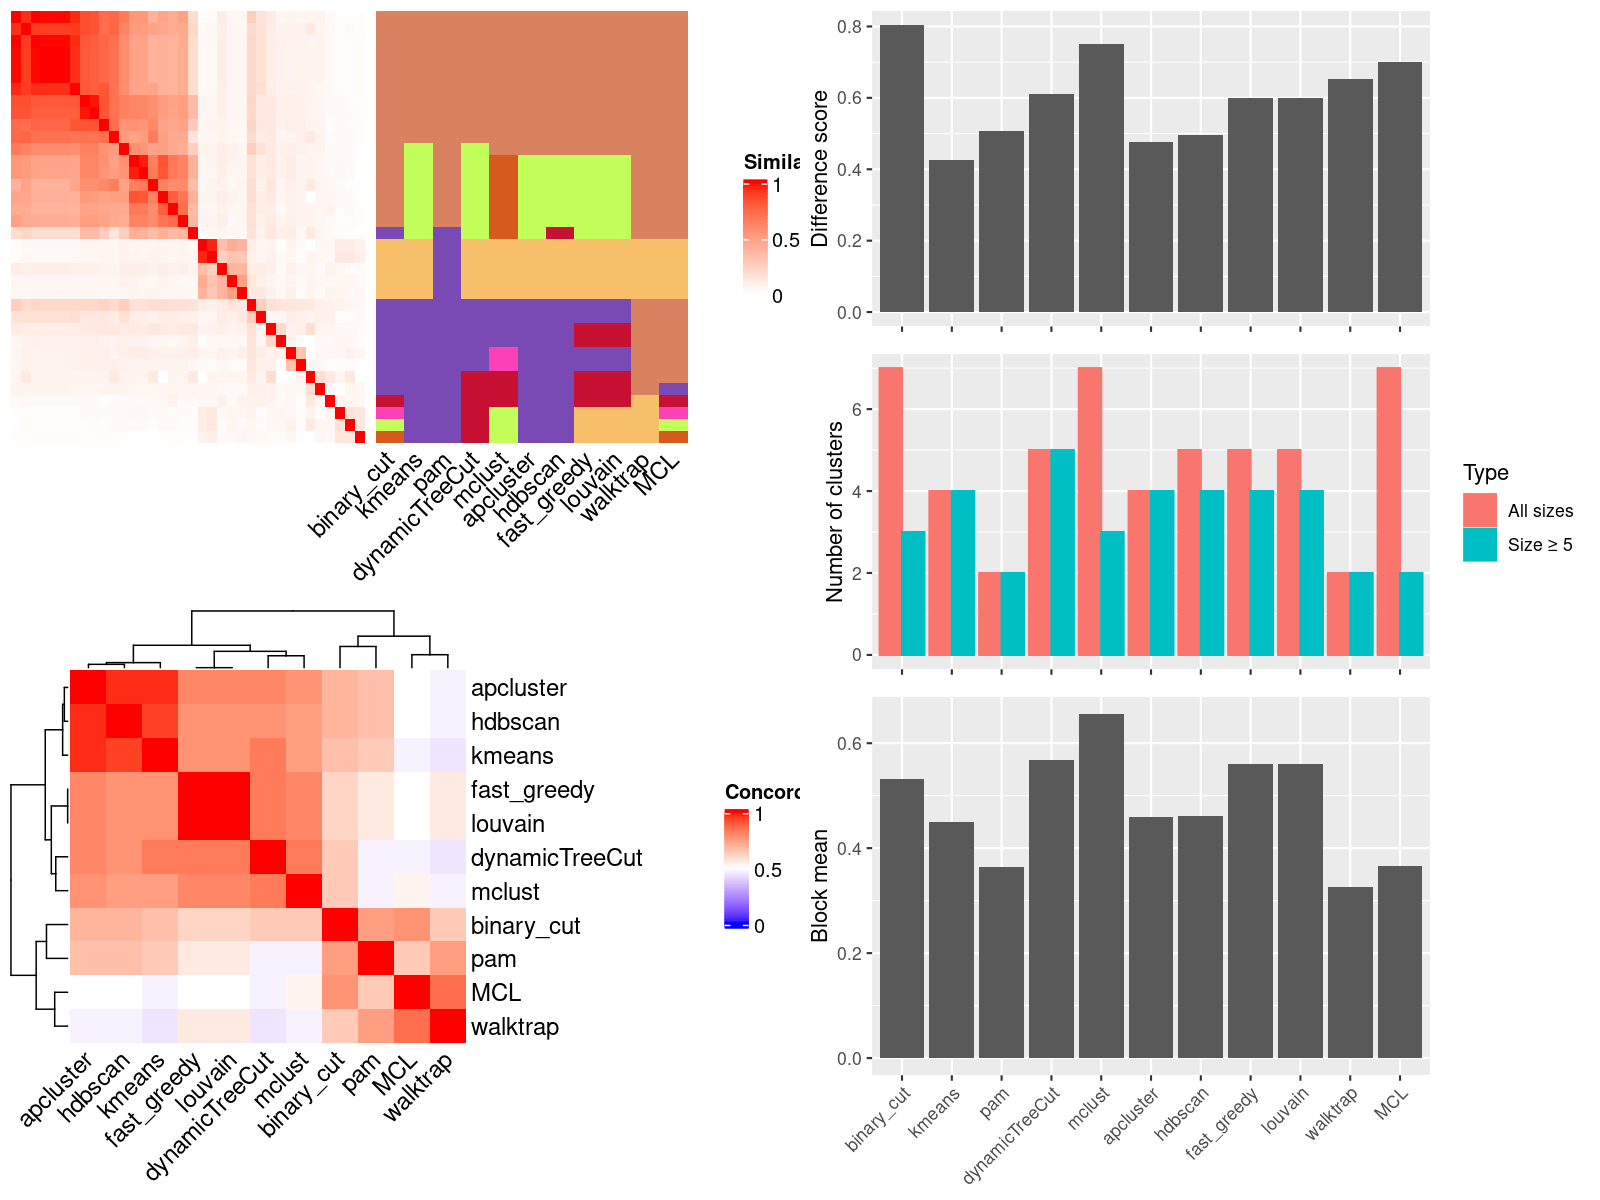 Simila
1
0.5
0
binary_cut
kmeans
pam
dynamicTreeCut
mclust
apcluster
hdbscan
fast_greedy
louvain
walktrap
MCL
apcluster
hdbscan
kmeans
fast_greedy
louvain
dynamicTreeCut
mclust
binary_cut
pam
MCL
walktrap
apcluster
hdbscan
kmeans
fast_greedy
louvain
dynamicTreeCut
mclust
binary_cut
pam
MCL
walktrap
Concord
1
0.5
0
Difference score
0.8
0.6
0.4
0.2
0.0
Number of clusters
6
4
2
0
Type
All sizes
Size ≥ 5
Block mean
0.6
0.4
0.2
0.0
binary_cut
kmeans
pam
dynamicTreeCut
mclust
apcluster
hdbscan
fast_greedy
louvain
walktrap
MCL